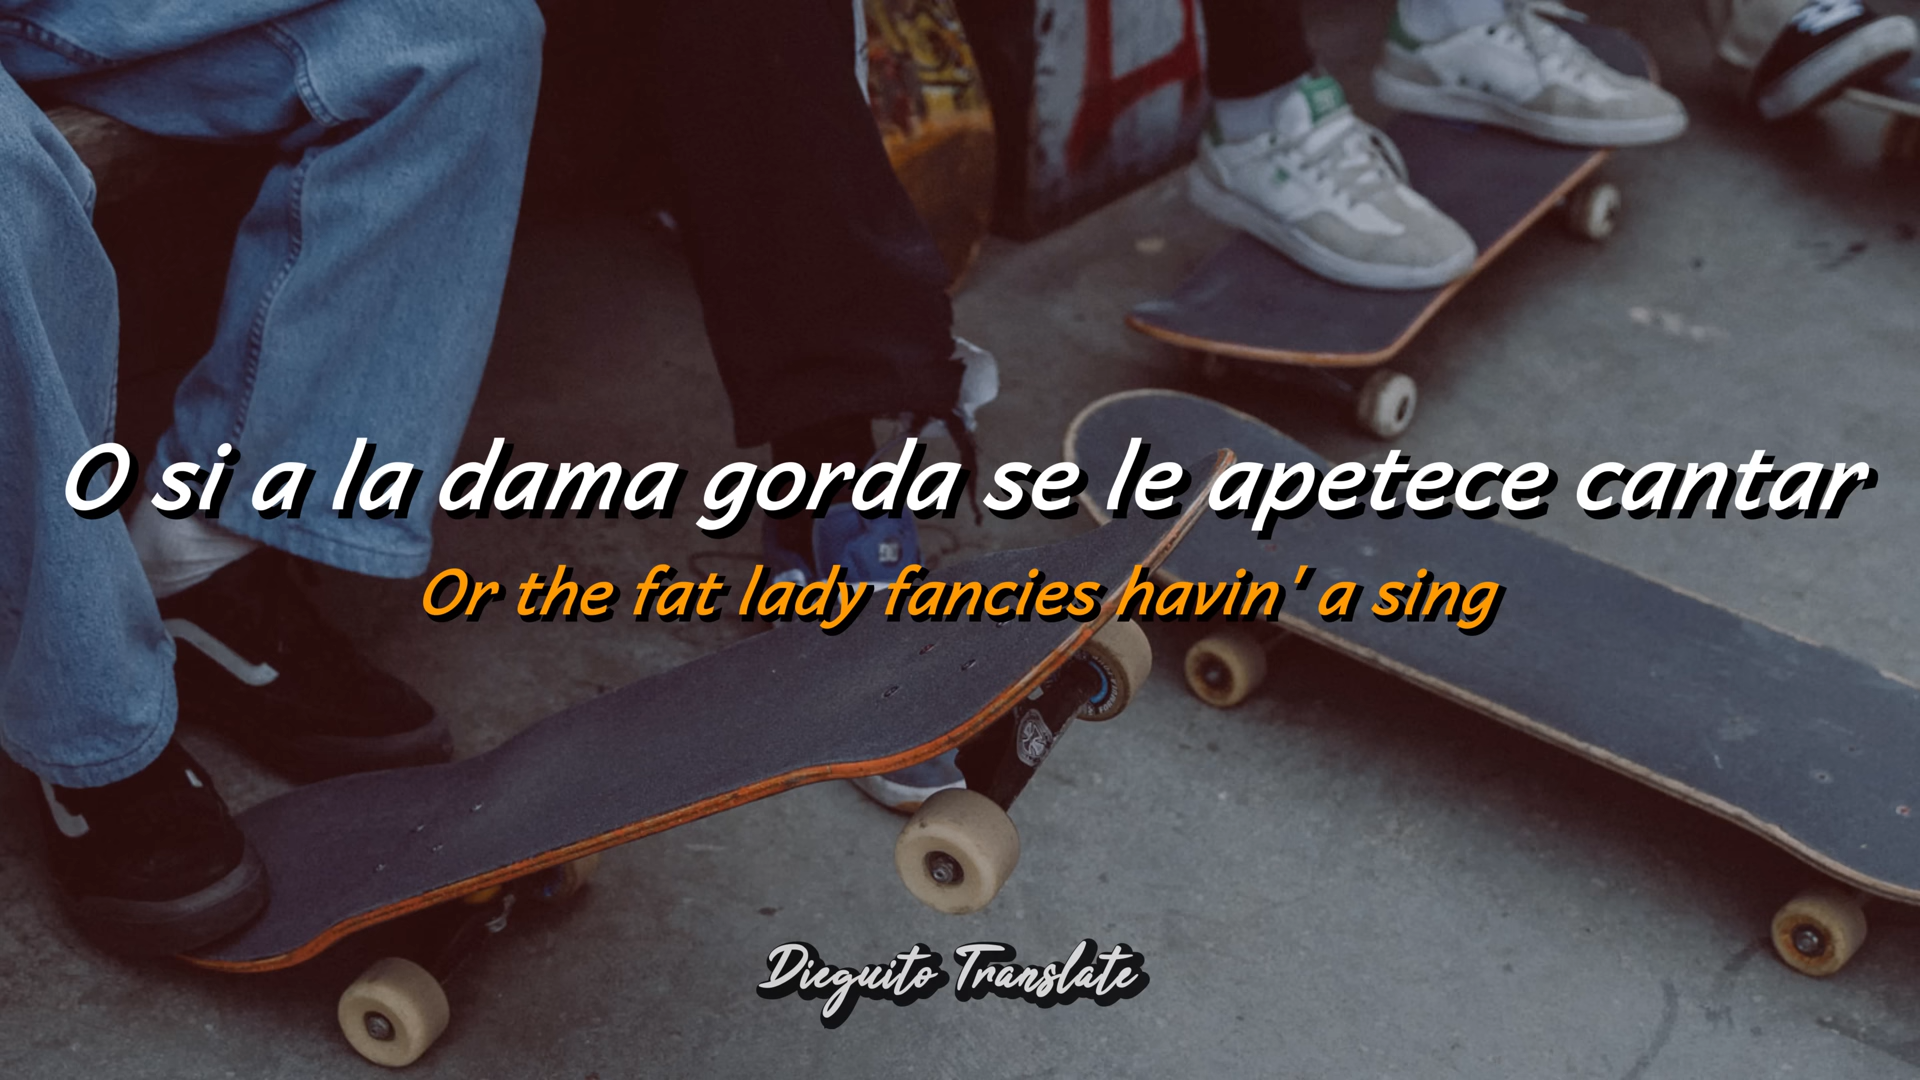 O si a la dama gorda se le apetece cantar
Or the fat lady fancies havin' a sing
Dieguito Translate